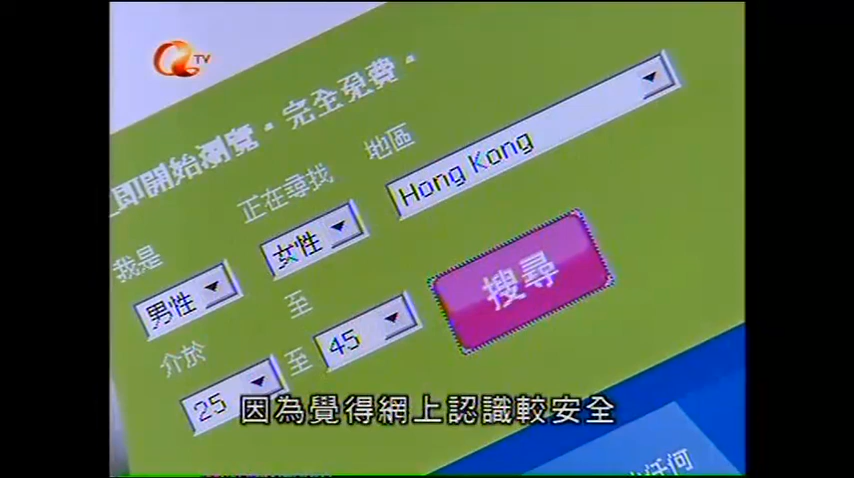 TV
即開始瀏覽。完全免費。
我是
正在尋找
地區
男性
女性
Hong Kong
介於
至
25
至
45
搜尋
因為覺得網上認識較安全
任何